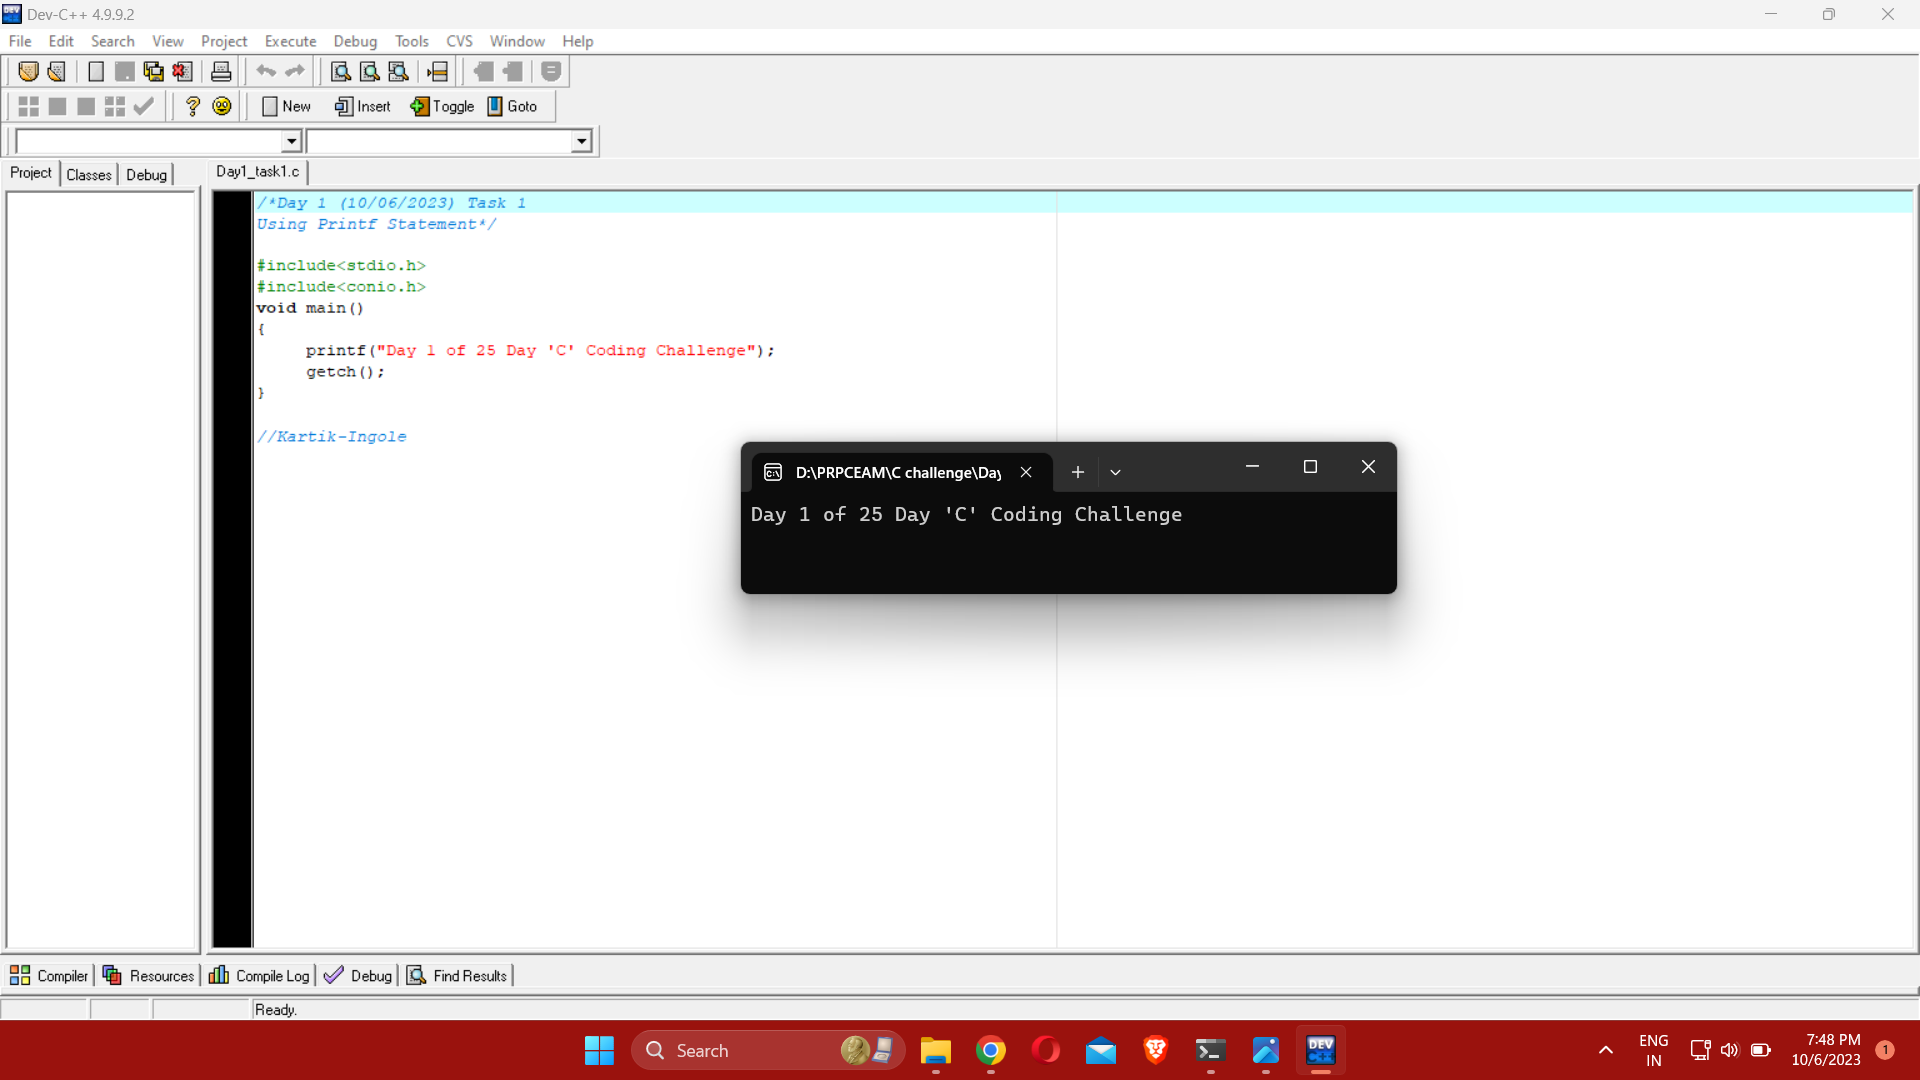 Dev-C++ 4.9.9.2
File Edit Search View Project Execute Debug Tools CVS Window Help
New Insert Toggle Goto
Project Classes Debug
Day1_task1.c
/*Day 1 (10/06/2023) Task 1
Using Printf Statement*/
#include<stdio.h>
#include<conio.h>
void main()
{
printf("Day 1 of 25 Day 'C' Coding Challenge");
getch();
}
//Kartik-Ingole
D:\PRPCEAM\C challenge\Day
Day 1 of 25 Day 'C' Coding Challenge
Compiler Resources Compile Log Debug Find Results
Ready.
Search
DEV
ENG
IN
7:48 PM
10/6/2023
1